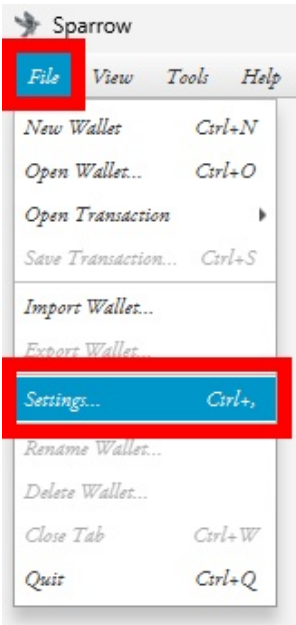 Sparrow
File View Tools Help
New Wallet Ctrl+N
Open Wallet... Ctrl+O
Open Transaction
Save Transaction... Ctrl+S
Import Wallet...
Export Wallet...
Settings... Ctrl+,
Rename Wallet...
Delete Wallet...
Close Tab Ctrl+W
Quit Ctrl+Q